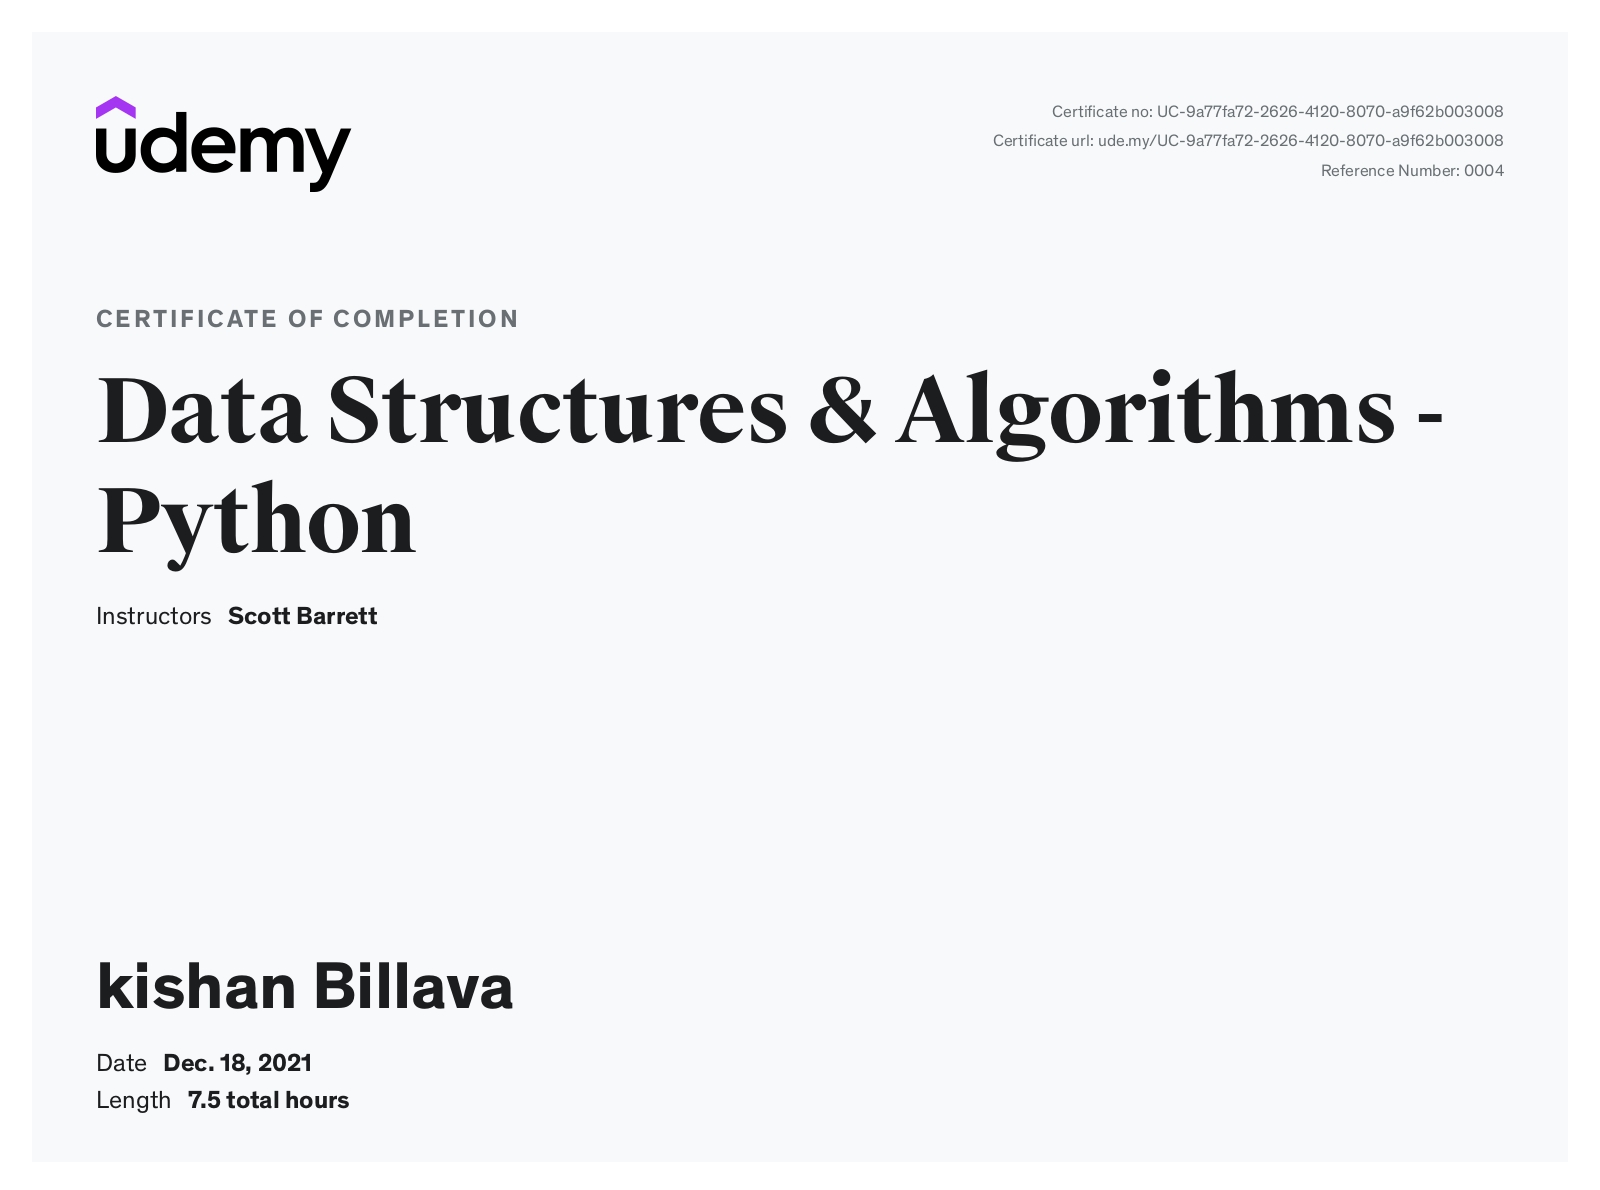 udemy
Certificate no: UC-9a77fa72-2626-4120-8070-a9f62b003008
Certificate url: ude.my/UC-9a77fa72-2626-4120-8070-a9f62b003008
Reference Number: 0004
CERTIFICATE OF COMPLETION
Data Structures & Algorithms -
Python
Instructors Scott Barrett
kishan Billava
Date Dec. 18, 2021
Length 7.5 total hours